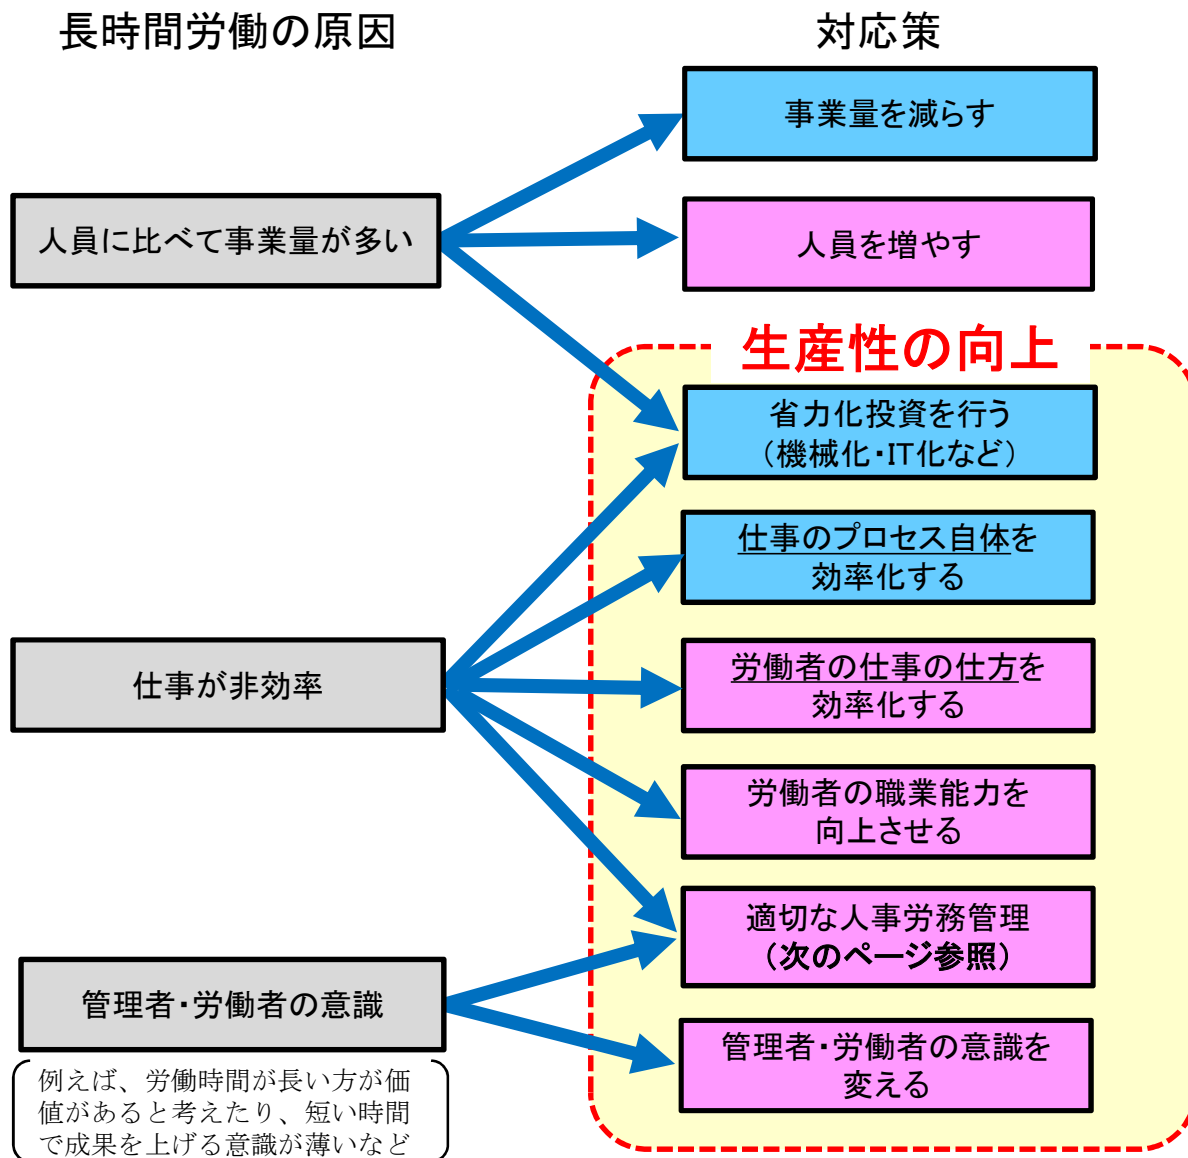 長時間労働の原因
対応策
事業量を減らす
人員に比べて事業量が多い
人員を増やす
生産性の向上
省力化投資を行う
（機械化・IT化など）
仕事のプロセス自体を
効率化する
仕事が非効率
労働者の仕事の仕方を
効率化する
労働者の職業能力を
向上させる
適切な人事労務管理
（次のページ参照）
管理者・労働者の意識
管理者・労働者の意識を
変える
例えば、労働時間が長い方が価
値があると考えたり、短い時間
で成果を上げる意識が薄いなど